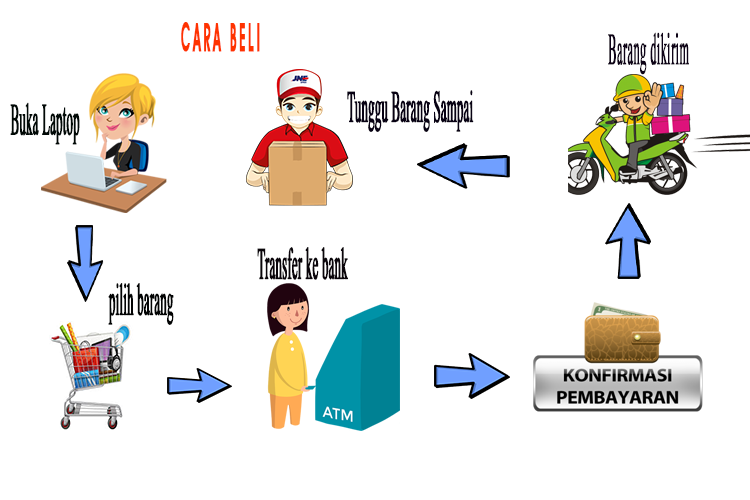 CARA BELI
Buka Laptop
pilih barang
Transfer ke bank
ATM
KONFIRMASI
PEMBAYARAN
Barang dikirim
Tunggu Barang Sampai
JNE